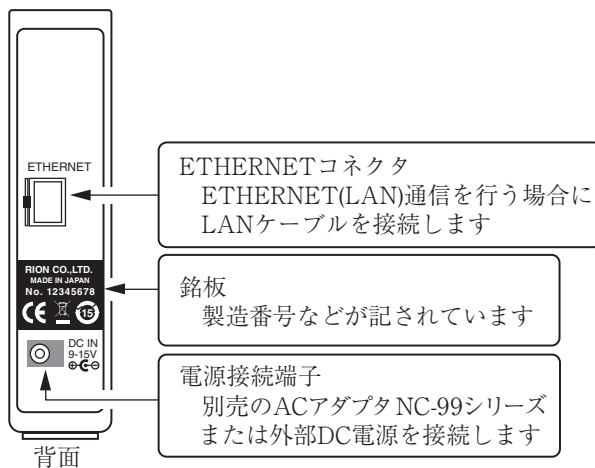 ETHERNET
ETHERNETコネクタ
ETHERNET(LAN)通信を行う場合に
LANケーブルを接続します
RION CO.,LTD.
MADE IN JAPAN
No. 12345678
CE
15
銘板
製造番号などが記されています
DC IN
9-15V
電源接続端子
別売のACアダプタ NC-99シリーズ
または外部DC電源を接続します
背面